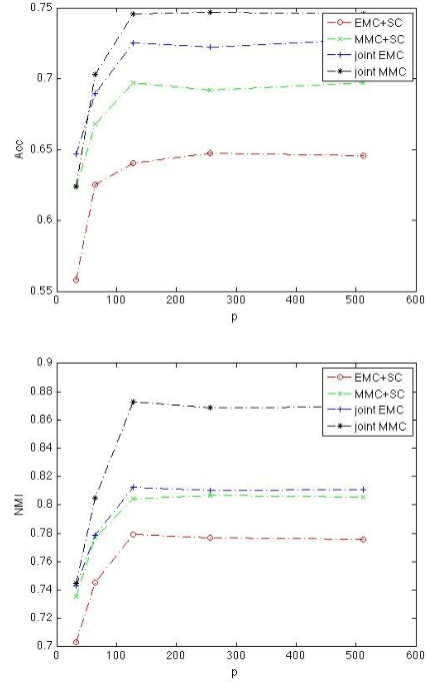 0.75
0.7
0.65
0.6
0.55
Acc
0 100 200 300 400 500 600
p
EMC+SC
MMC+SC
joint EMC
joint MMC
0.9
0.88
0.86
0.84
0.82
0.8
0.78
0.76
0.74
0.72
0.7
NMI
0 100 200 300 400 500 600
p
EMC+SC
MMC+SC
joint EMC
joint MMC